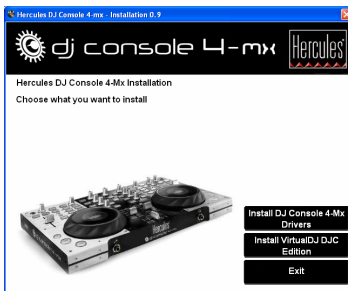 Hercules DJ Console 4-mx - Installation 0.9
dj console 4-mx
Hercules
Hercules DJ Console 4-Mx Installation
Choose what you want to install
Hercules
Install DJ Console 4-Mx
Drivers
Install VirtualDJ DJC
Edition
Exit